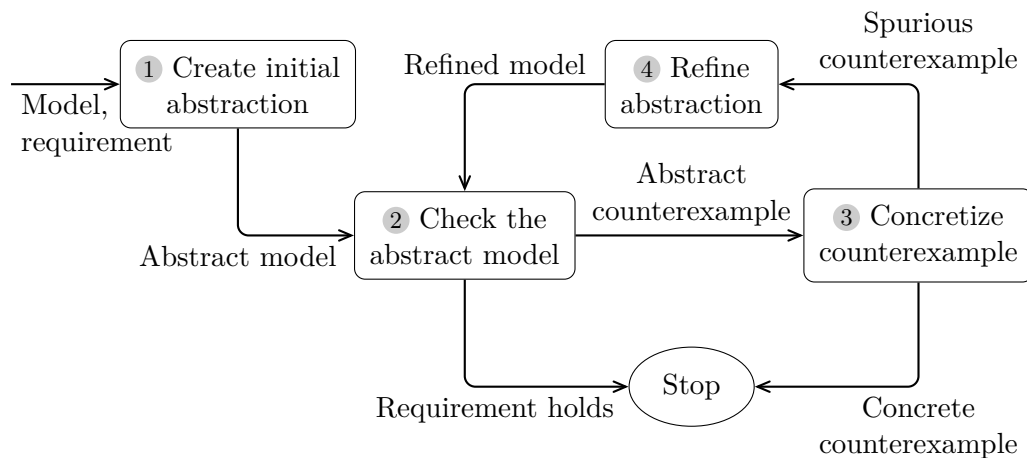 1 Create initial
abstraction
Model,
requirement
Abstract model
Refined model
4 Refine
abstraction
Spurious
counterexample
2 Check the
abstract model
Abstract
counterexample
3 Concretize
counterexample
Requirement holds
Stop
Concrete
counterexample